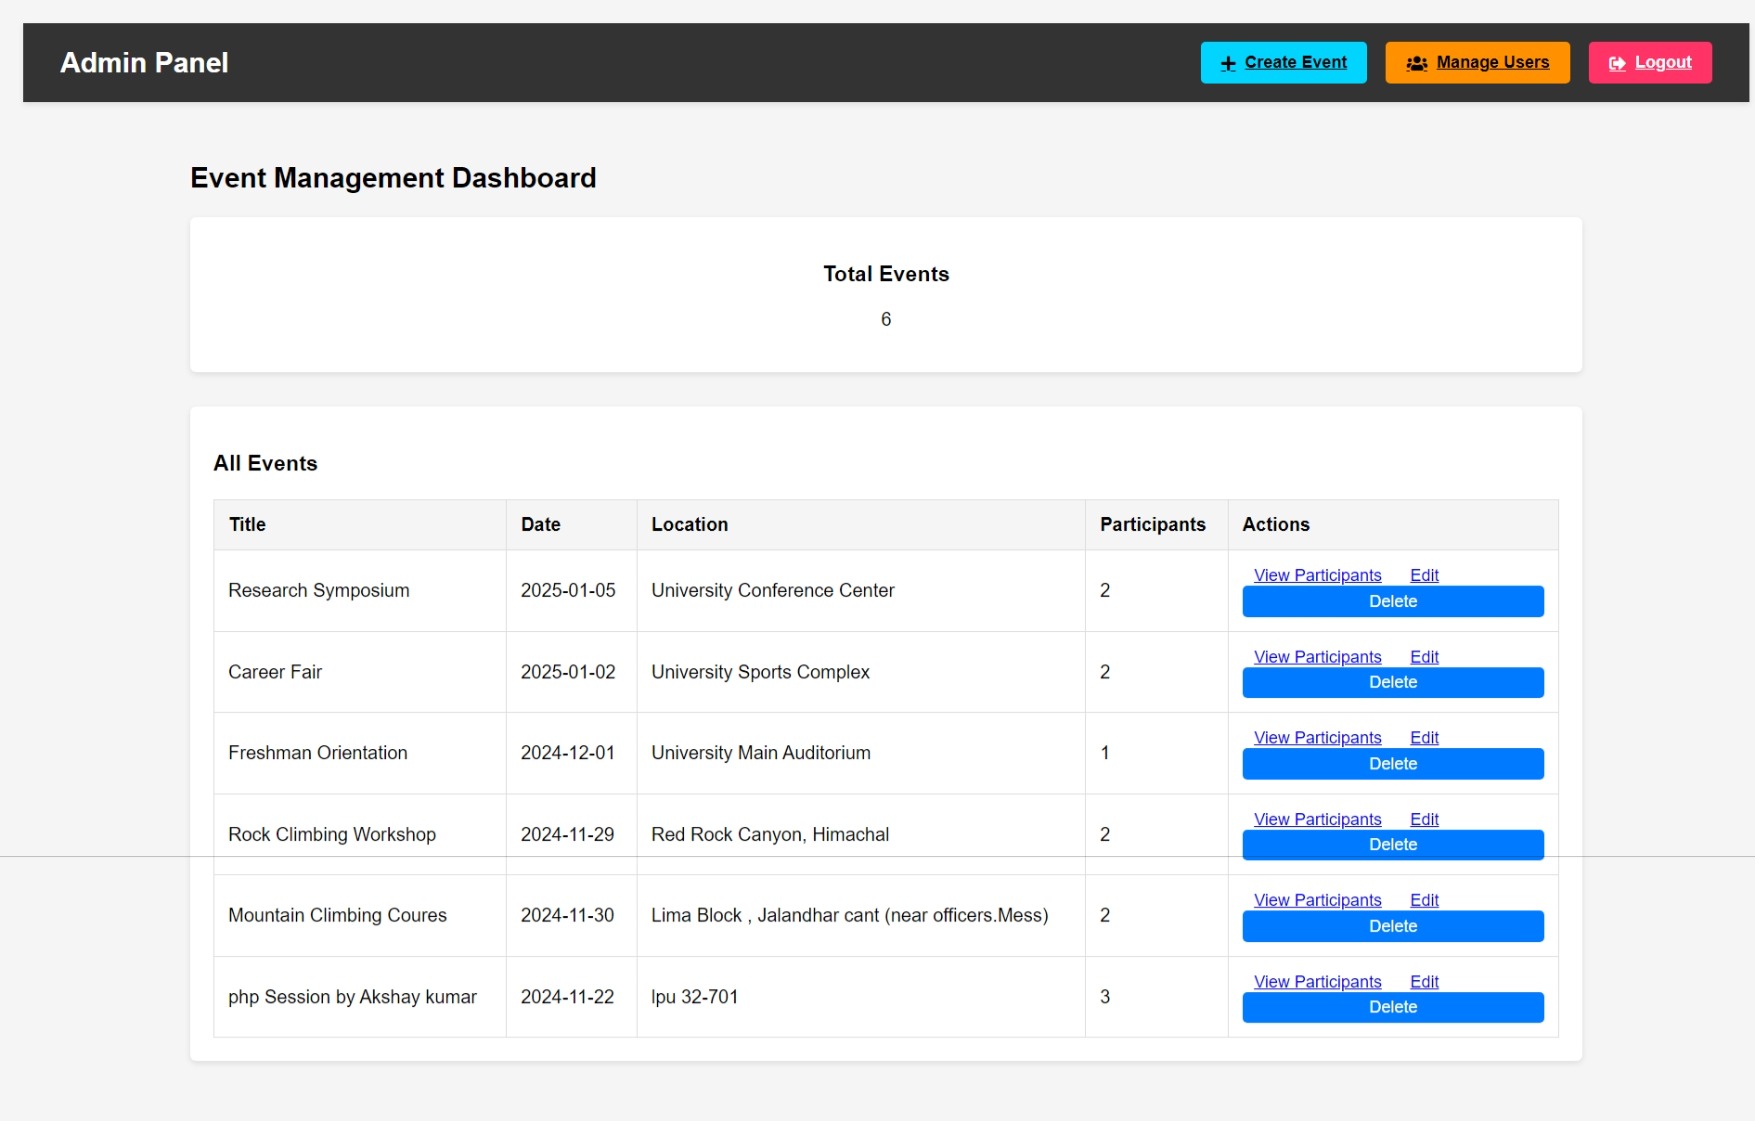 Admin Panel
Create Event
Manage Users
Logout
Event Management Dashboard
Total Events
6
All Events
Title Date Location Participants Actions
View Participants Edit
Research Symposium 2025-01-05 University Conference Center 2
Delete
View Participants Edit
Career Fair 2025-01-02 University Sports Complex 2
Delete
View Participants Edit
Freshman Orientation 2024-12-01 University Main Auditorium 1
Delete
View Participants Edit
Rock Climbing Workshop 2024-11-29 Red Rock Canyon, Himachal 2
Delete
View Participants Edit
Mountain Climbing Coures 2024-11-30 Lima Block , Jalandhar cant (near officers.Mess) 2
Delete
View Participants Edit
php Session by Akshay kumar 2024-11-22 lpu 32-701 3
Delete